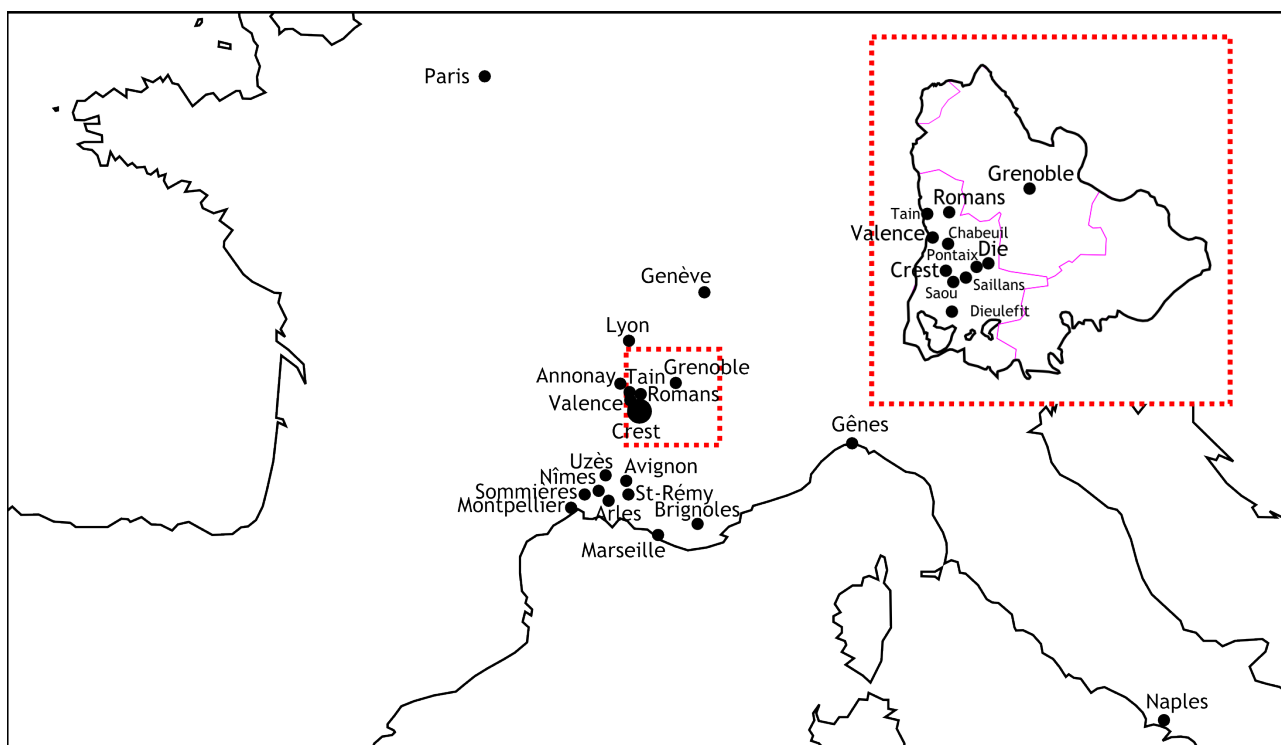 Paris
Genève
Lyon
Grenoble
Annonay
Tain
Romans
Valence
Crest
Uzès
Avignon
Nîmes
Sommières
St-Rémy
Montpellier
Arles
Brignoles
Marseille
Gênes
Naples
Grenoble
Romans
Tain
Valence
Chabeuil
Die
Pontaix
Crest
Saillans
Saou
Dieulefit